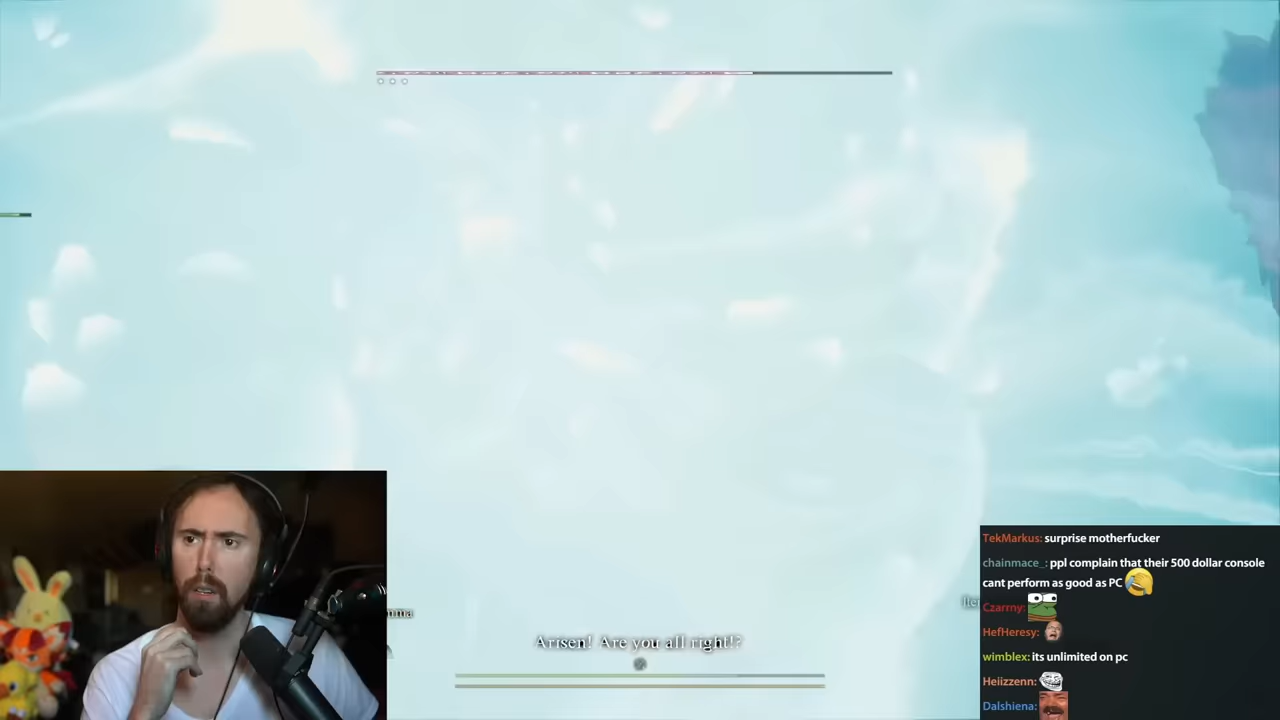 Arisen! Are you all right!?
TekMarkus: surprise motherfucker
chainmace_: ppl complain that their 500 dollar console
cant perform as good as PC
Czarrny:
HefHeresy:
wimblex: its unlimited on pc
Heiizzenn:
Dalshiena: